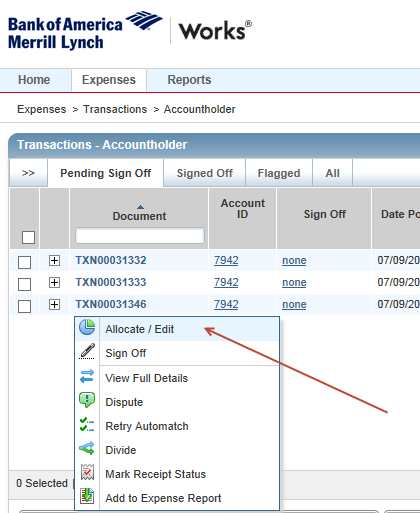 Bank of America
Merrill Lynch
Works®
Home Expenses Reports
Expenses > Transactions > Accountholder
Transactions - Accountholder
>> Pending Sign Off Signed Off Flagged All
Document Account ID Sign Off Date Po
TXN00031332 7942 none 07/09/20
TXN00031333 7942 none 07/09/20
TXN00031346 7942 none 07/09/20
Allocate / Edit
Sign Off
View Full Details
Dispute
Retry Automatch
Divide
Mark Receipt Status
Add to Expense Report
0 Selected